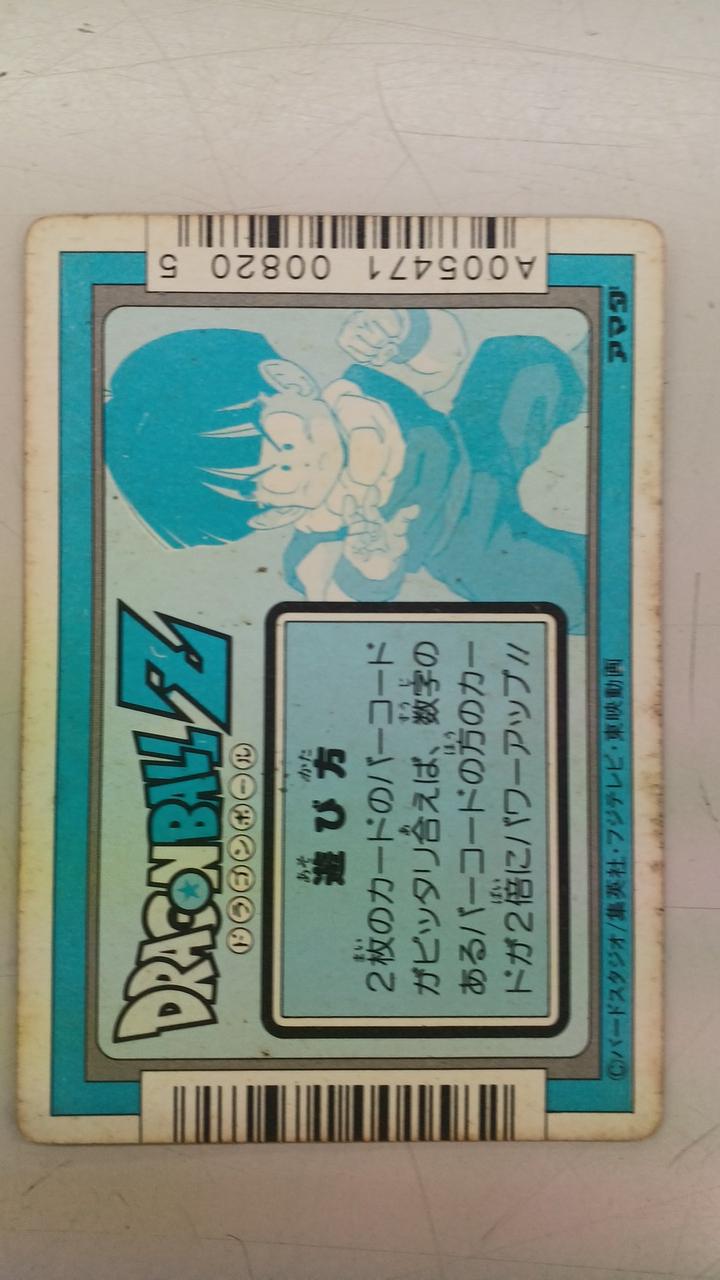 DRAGONBALL Z
ドラゴンボール
遊び方
2枚のカードのバーコード
がピッタリ合えば、数字の
あるバーコードの方のカー
ドが2倍にパワーアップ!!
A005471 00820 5
©バードスタジオ/集英社・フジテレビ・東映動画
アマダ